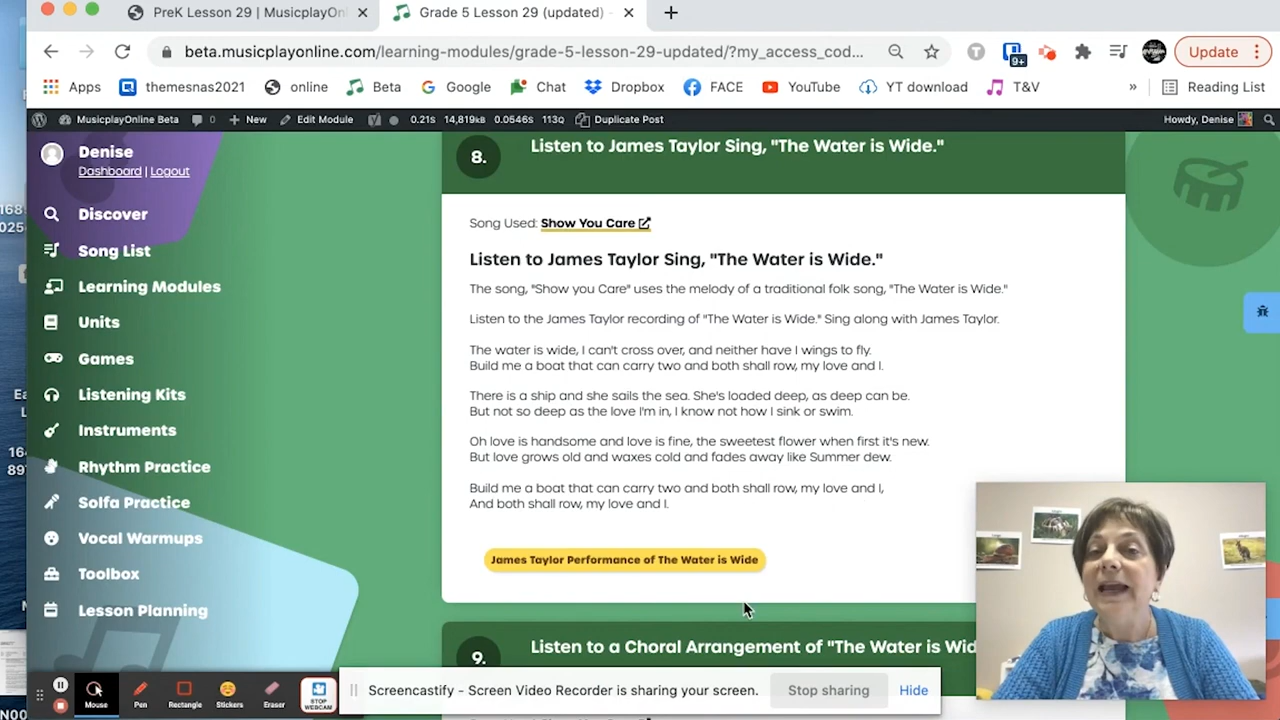 PreK Lesson 29 | MusicplayOnl
Grade 5 Lesson 29 (updated)
beta.musicplayonline.com/learning-modules/grade-5-lesson-29-updated/?my_access_cod...
9+
Update
Apps
themesnas2021
online
Beta
Google
Chat
Dropbox
FACE
YouTube
YT download
T&V
»
Reading List
MusicplayOnline Beta
0
New
Edit Module
0.21s 14,819kB 0.0546s 113Q
Duplicate Post
Howdy, Denise
Denise
Dashboard | Logout
Discover
Song List
Learning Modules
Units
Games
Listening Kits
Instruments
Rhythm Practice
Solfa Practice
Vocal Warmups
Toolbox
Lesson Planning
8.
Listen to James Taylor Sing, "The Water is Wide."
Song Used: Show You Care
Listen to James Taylor Sing, "The Water is Wide."
The song, "Show you Care" uses the melody of a traditional folk song, "The Water is Wide."
Listen to the James Taylor recording of "The Water is Wide." Sing along with James Taylor.
The water is wide, I can't cross over, and neither have I wings to fly.
Build me a boat that can carry two and both shall row, my love and I.
There is a ship and she sails the sea. She's loaded deep, as deep can be.
But not so deep as the love I'm in, I know not how I sink or swim.
Oh love is handsome and love is fine, the sweetest flower when first it's new.
But love grows old and waxes cold and fades away like Summer dew.
Build me a boat that can carry two and both shall row, my love and I,
And both shall row, my love and I.
James Taylor Performance of The Water is Wide
9.
Listen to a Choral Arrangement of "The Water is Wid
Mouse
Pen
Rectangle
Stickers
Eraser
STOP
WEBCAM
Screencastify - Screen Video Recorder is sharing your screen.
Stop sharing
Hide